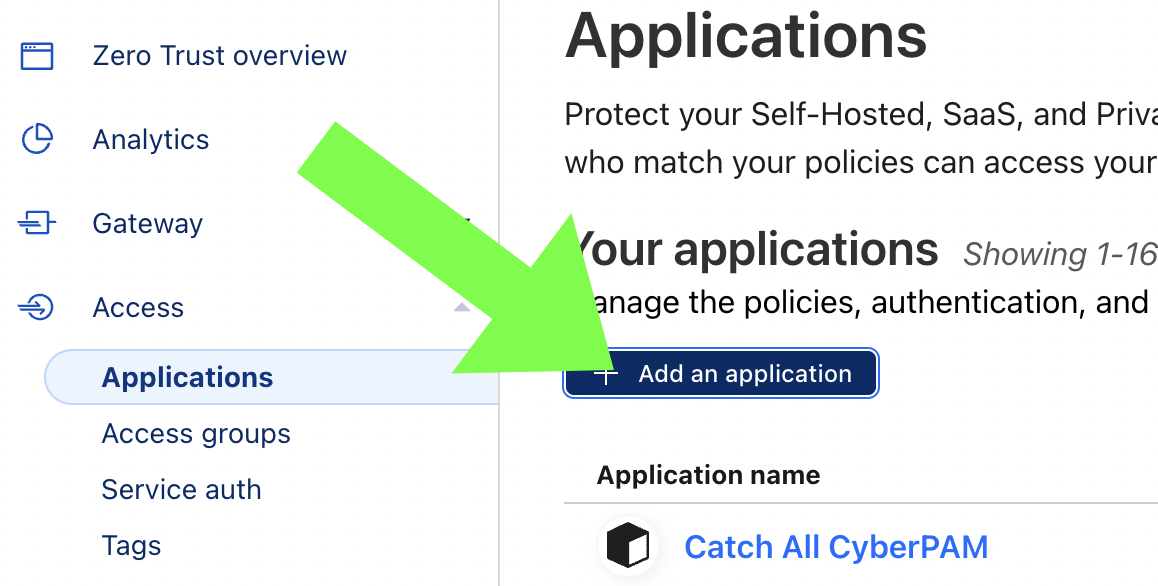 Zero Trust overview
Analytics
Gateway
Access
Applications
Access groups
Service auth
Tags
Applications
Protect your Self-Hosted, SaaS, and
who match your policies can access your
Your applications Showing 1-16
the policies, authentication, and
Add an application
Application name
Catch All CyberPAM